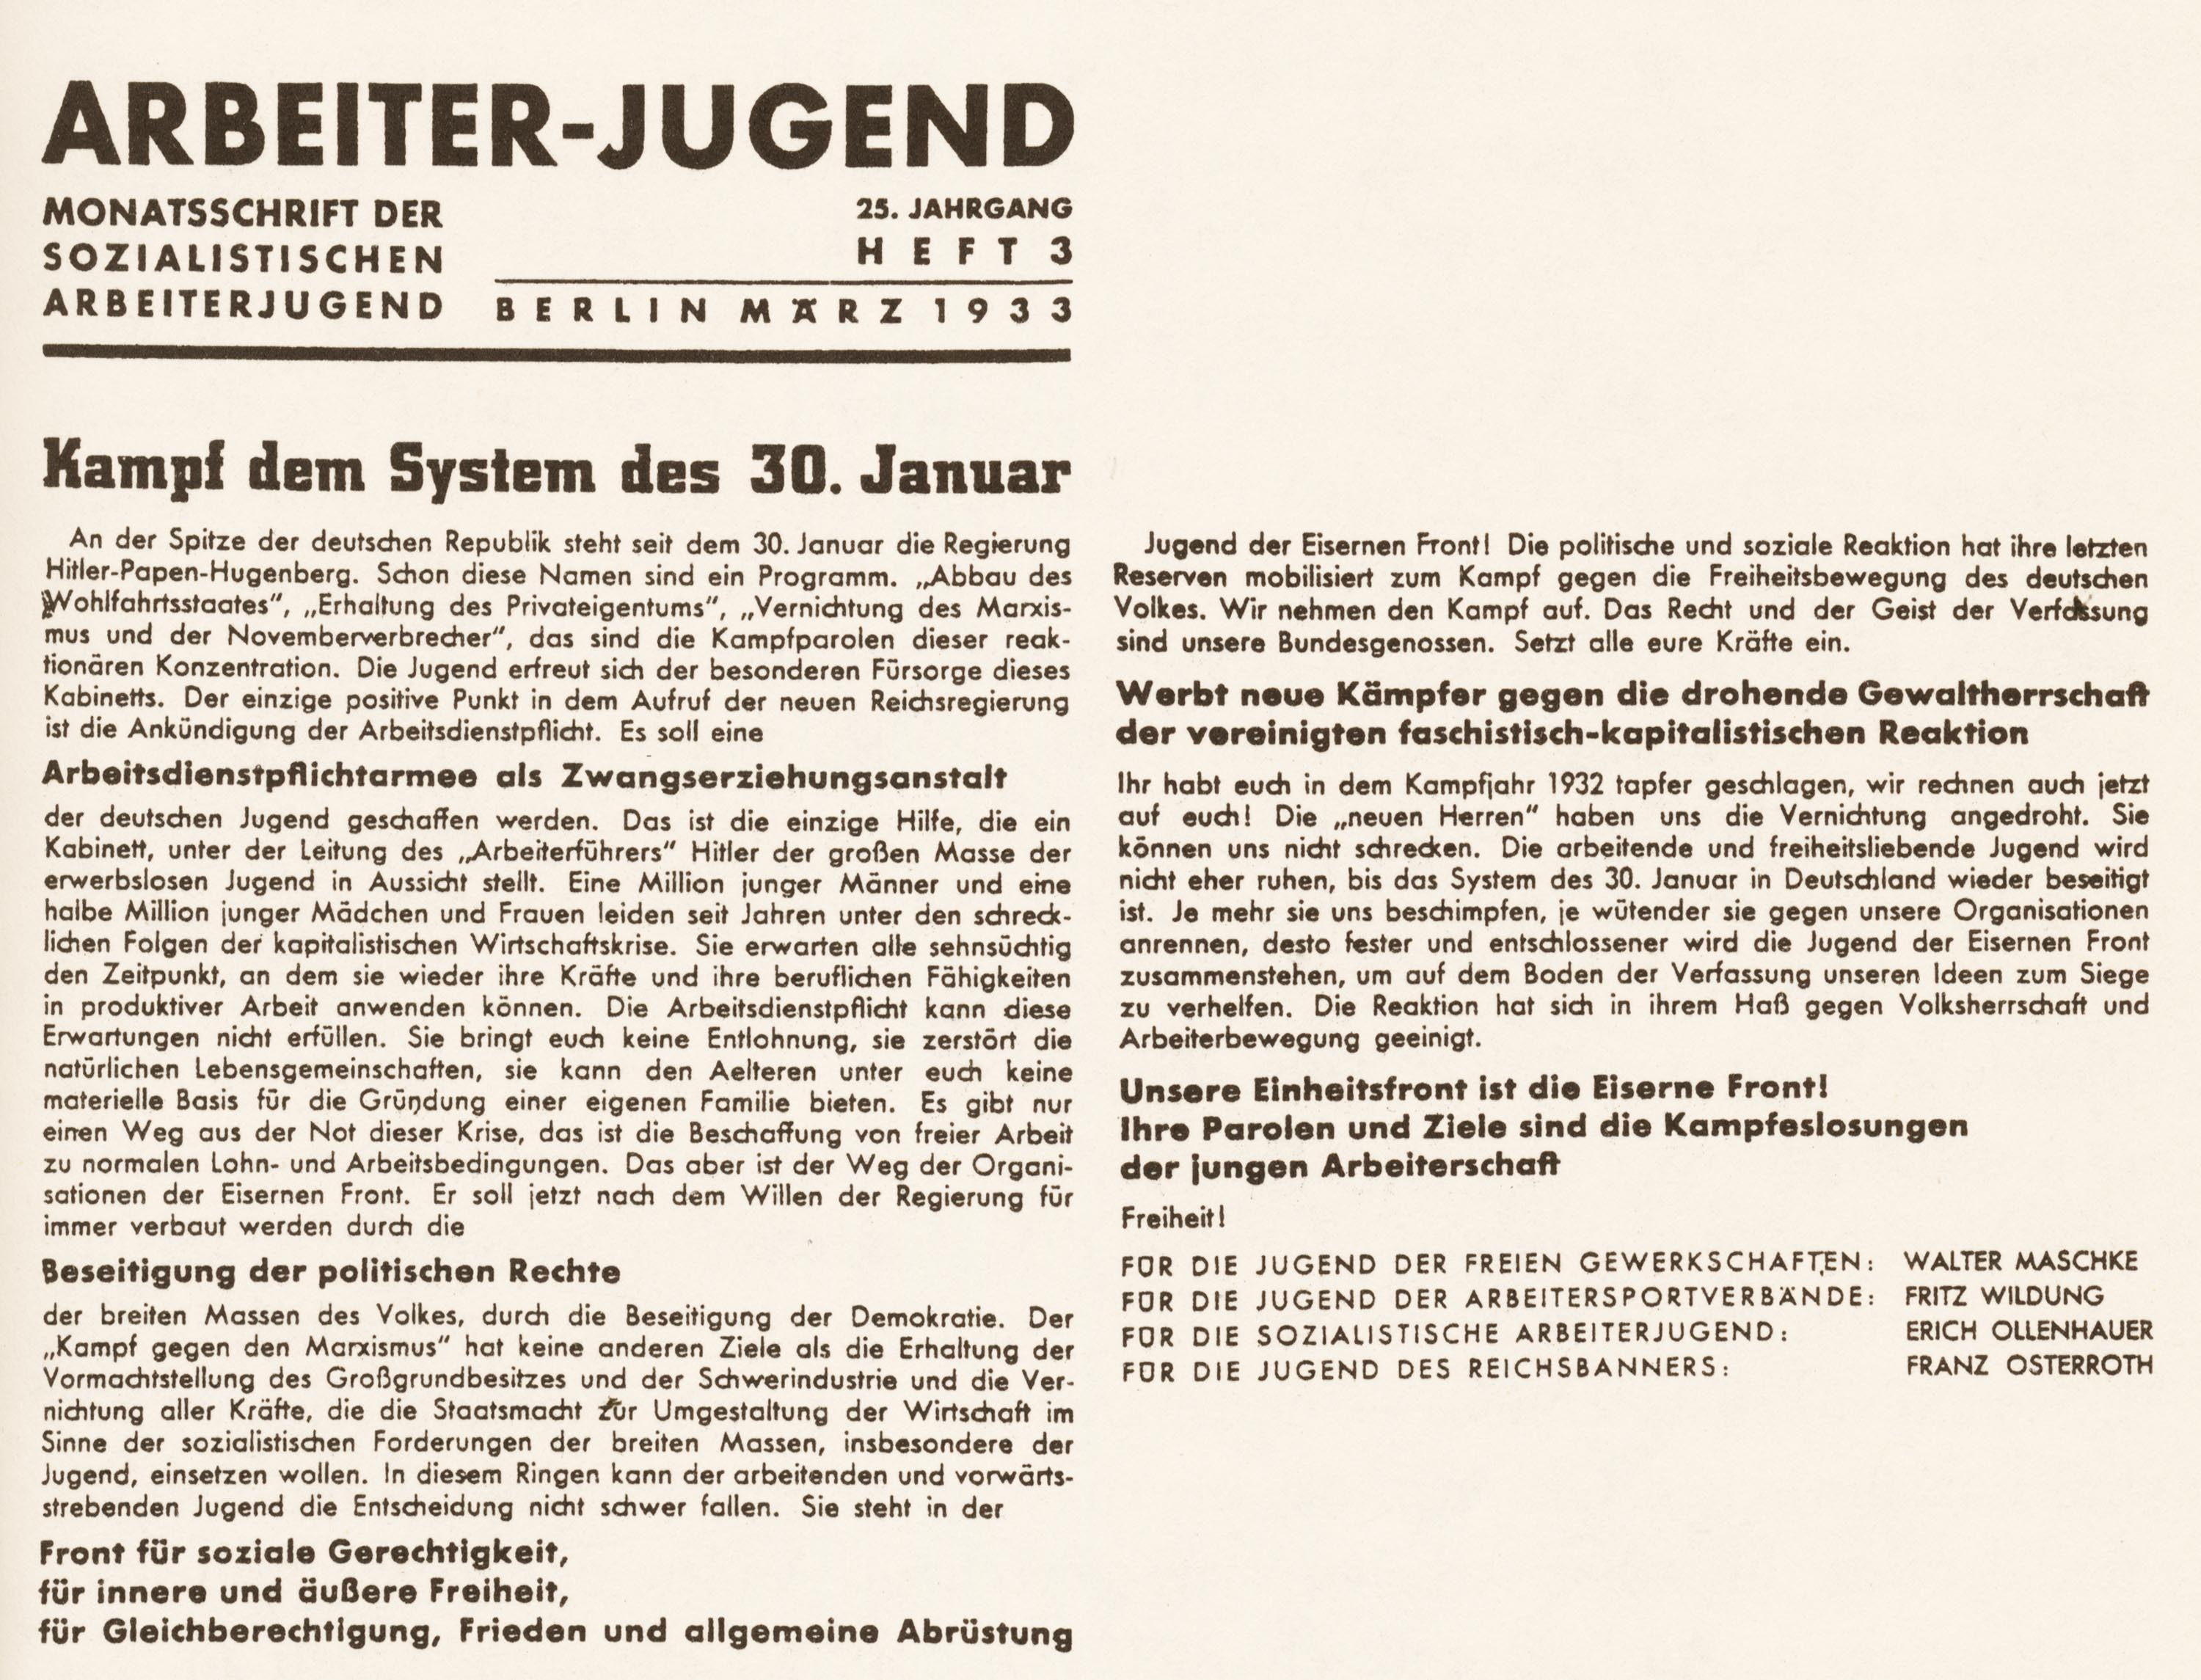 ARBEITER-JUGEND
MONATSSCHRIFT DER
SOZIALISTISCHEN
ARBEITERJUGEND
25. JAHRGANG
HEFT 3
BERLIN MÄRZ 1933
Kampf dem System des 30. Januar
An der Spitze der deutschen Republik steht seit dem 30. Januar die Regierung
Hitler-Papen-Hugenberg. Schon diese Namen sind ein Programm. „Abbau des
Wohlfahrtsstaates“, „Erhaltung des Privateigentums“, „Vernichtung des Marxis-
mus und der Novemberverbrecher“, das sind die Kampfparolen dieser reak-
tionären Konzentration. Die Jugend erfreut sich der besonderen Fürsorge dieses
Kabinetts. Der einzige positive Punkt in dem Aufruf der neuen Reichsregierung
ist die Ankündigung der Arbeitsdienstpflicht. Es soll eine
Arbeitsdienstpflichtarmee als Zwangserziehungsanstalt
der deutschen Jugend geschaffen werden. Das ist die einzige Hilfe, die ein
Kabinett, unter der Leitung des „Arbeiterführers“ Hitler der großen Masse der
erwerbslosen Jugend in Aussicht stellt. Eine Million junger Männer und eine
halbe Million junger Mädchen und Frauen leiden seit Jahren unter den schreck-
lichen Folgen der kapitalistischen Wirtschaftskrise. Sie erwarten alle sehnsüchtig
den Zeitpunkt, an dem sie wieder ihre Kräfte und ihre beruflichen Fähigkeiten
in produktiver Arbeit anwenden können. Die Arbeitsdienstpflicht kann diese
Erwartungen nicht erfüllen. Sie bringt euch keine Entlohnung, sie zerstört die
natürlichen Lebensgemeinschaften, sie kann den Aelteren unter euch keine
materielle Basis für die Gründung einer eigenen Familie bieten. Es gibt nur
einen Weg aus der Not dieser Krise, das ist die Beschaffung von freier Arbeit
zu normalen Lohn- und Arbeitsbedingungen. Das aber ist der Weg der Organi-
sationen der Eisernen Front. Er soll jetzt nach dem Willen der Regierung für
immer verbaut werden durch die
Beseitigung der politischen Rechte
der breiten Massen des Volkes, durch die Beseitigung der Demokratie. Der
„Kampf gegen den Marxismus“ hat keine anderen Ziele als die Erhaltung der
Vormachtstellung des Großgrundbesitzes und der Schwerindustrie und die Ver-
nichtung aller Kräfte, die die Staatsmacht zur Umgestaltung der Wirtschaft im
Sinne der sozialistischen Forderungen der breiten Massen, insbesondere der
Jugend, einsetzen wollen. In diesem Ringen kann der arbeitenden und vorwärts-
strebenden Jugend die Entscheidung nicht schwer fallen. Sie steht in der
Front für soziale Gerechtigkeit,
für innere und äußere Freiheit,
für Gleichberechtigung, Frieden und allgemeine Abrüstung
Jugend der Eisernen Front! Die politische und soziale Reaktion hat ihre letzten
Reserven mobilisiert zum Kampf gegen die Freiheitsbewegung des deutschen
Volkes. Wir nehmen den Kampf auf. Das Recht und der Geist der Verfassung
sind unsere Bundesgenossen. Setzt alle eure Kräfte ein.
Werbt neue Kämpfer gegen die drohende Gewaltherrschaft
der vereinigten faschistisch-kapitalistischen Reaktion
Ihr habt euch in dem Kampfjahr 1932 tapfer geschlagen, wir rechnen auch jetzt
auf euch! Die „neuen Herren“ haben uns die Vernichtung angedroht. Sie
können uns nicht schrecken. Die arbeitende und freiheitsliebende Jugend wird
nicht eher ruhen, bis das System des 30. Januar in Deutschland wieder beseitigt
ist. Je mehr sie uns beschimpfen, je wütender sie gegen unsere Organisationen
anrennen, desto fester und entschlossener wird die Jugend der Eisernen Front
zusammenstehen, um auf dem Boden der Verfassung unseren Ideen zum Siege
zu verhelfen. Die Reaktion hat sich in ihrem Haß gegen Volksherrschaft und
Arbeiterbewegung geeinigt.
Unsere Einheitsfront ist die Eiserne Front!
Ihre Parolen und Ziele sind die Kampfeslosungen
der jungen Arbeiterschaft
Freiheit!
FÜR DIE JUGEND DER FREIEN GEWERKSCHAFTEN: WALTER MASCHKE
FÜR DIE JUGEND DER ARBEITERSPORTVERBÄNDE: FRITZ WILDUNG
FÜR DIE SOZIALISTISCHE ARBEITERJUGEND: ERICH OLLENHAUER
FÜR DIE JUGEND DES REICHSBANNERS: FRANZ OSTERROTH